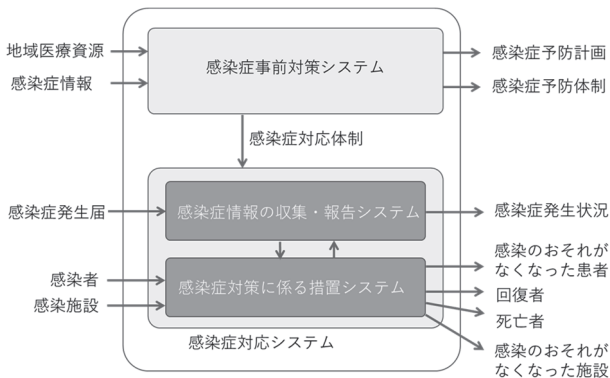 地域医療資源
感染症情報
感染症事前対策システム
感染症予防計画
感染症予防体制
感染症対応体制
感染症発生届
感染症情報の収集・報告システム
感染症発生状況
感染者
感染施設
感染症対策に係る措置システム
感染のおそれが
なくなった患者
回復者
死亡者
感染のおそれが
なくなった施設
感染症対応システム